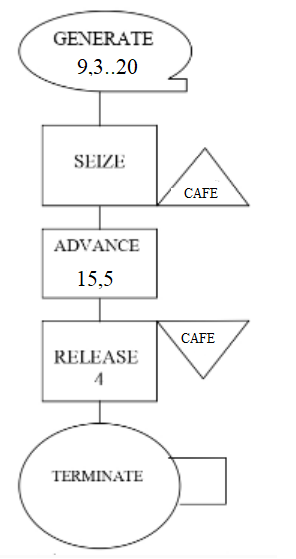 GENERATE
9,3..20
SEIZE
CAFE
ADVANCE
15,5
CAFE
RELEASE
4
TERMINATE